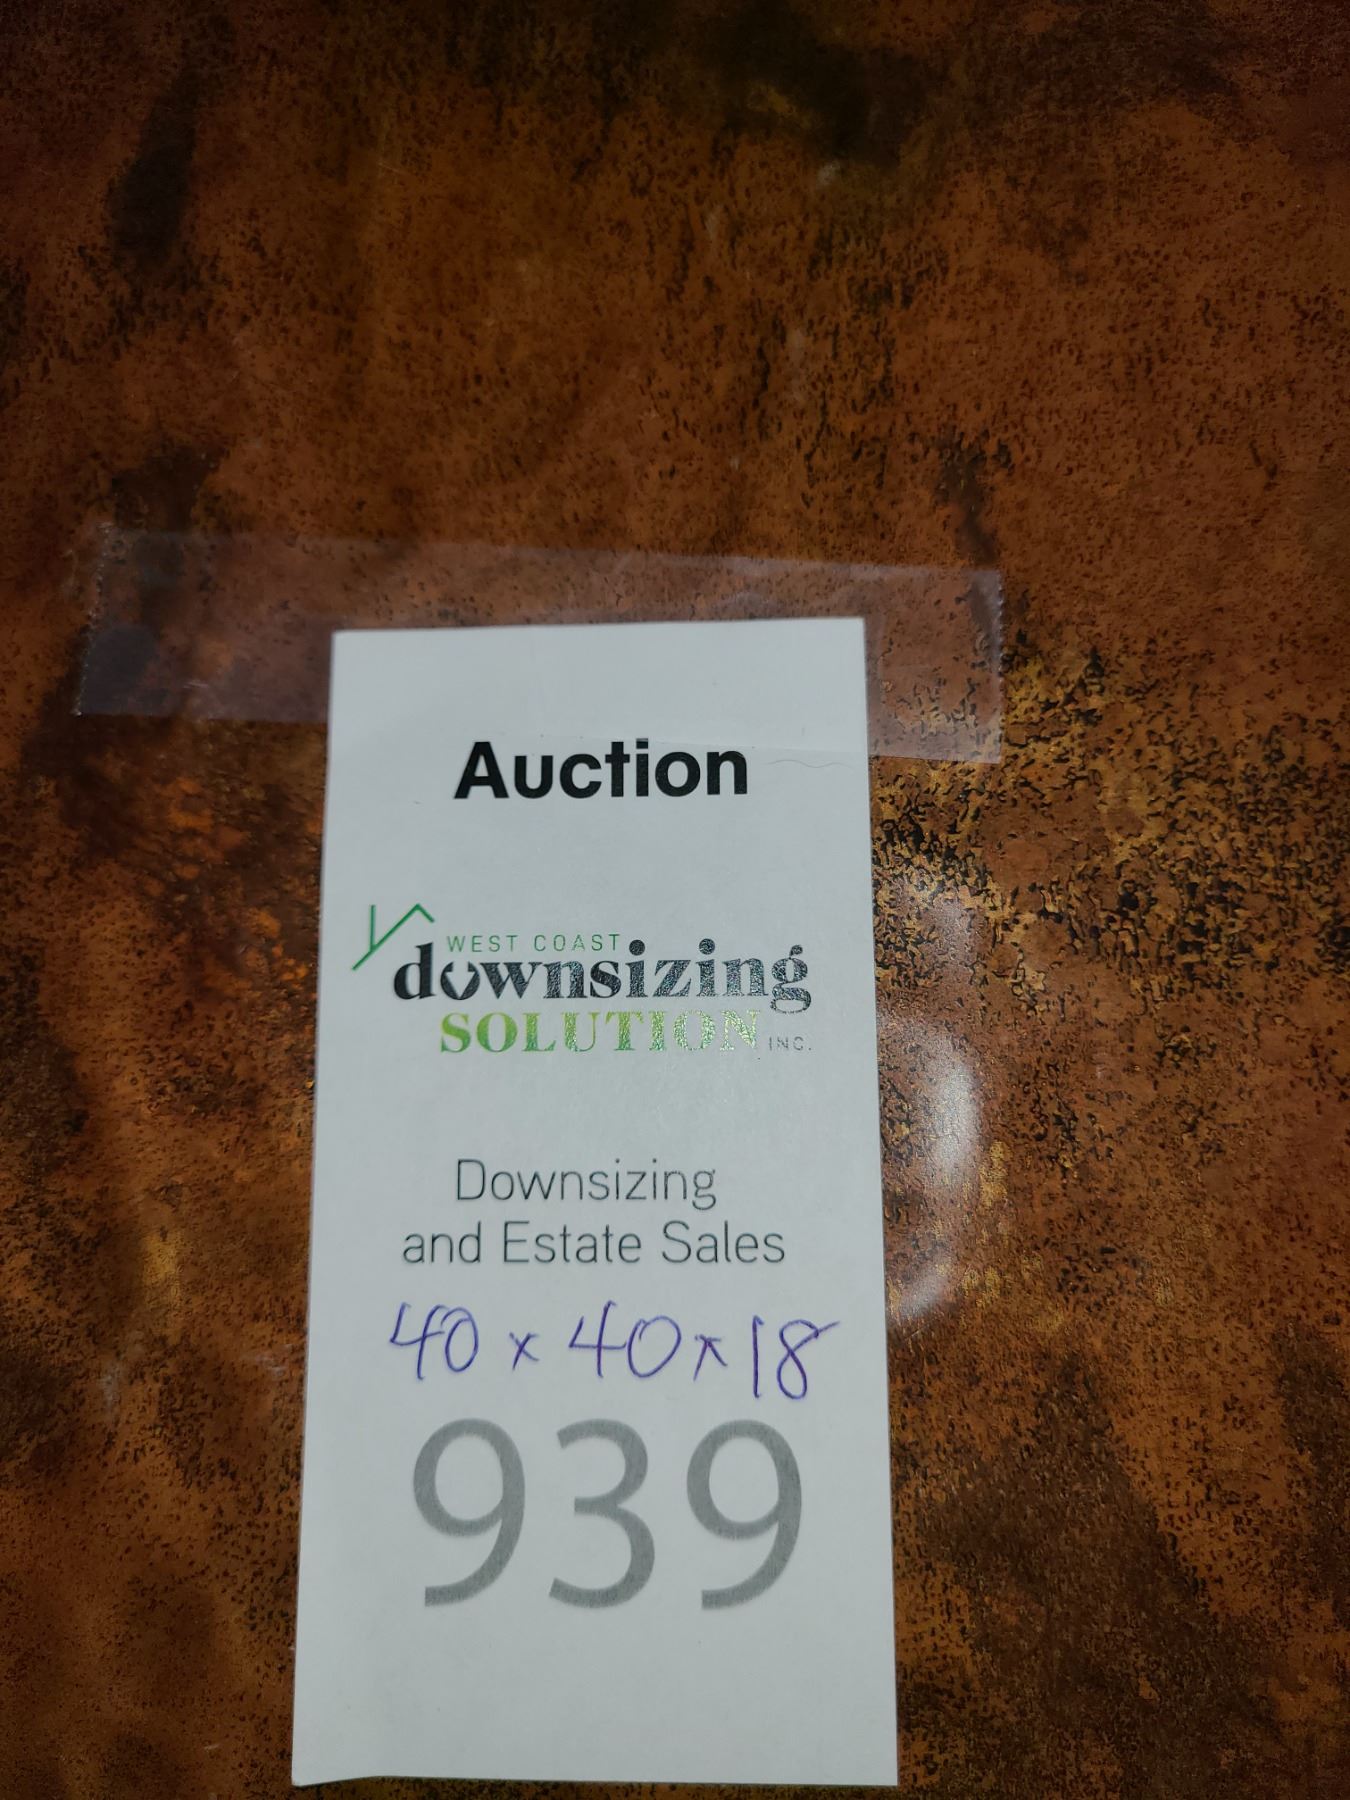 Auction
WEST COAST
downsizing
SOLUTION INC.
Downsizing
and Estate Sales
40 x 40 x 18
939